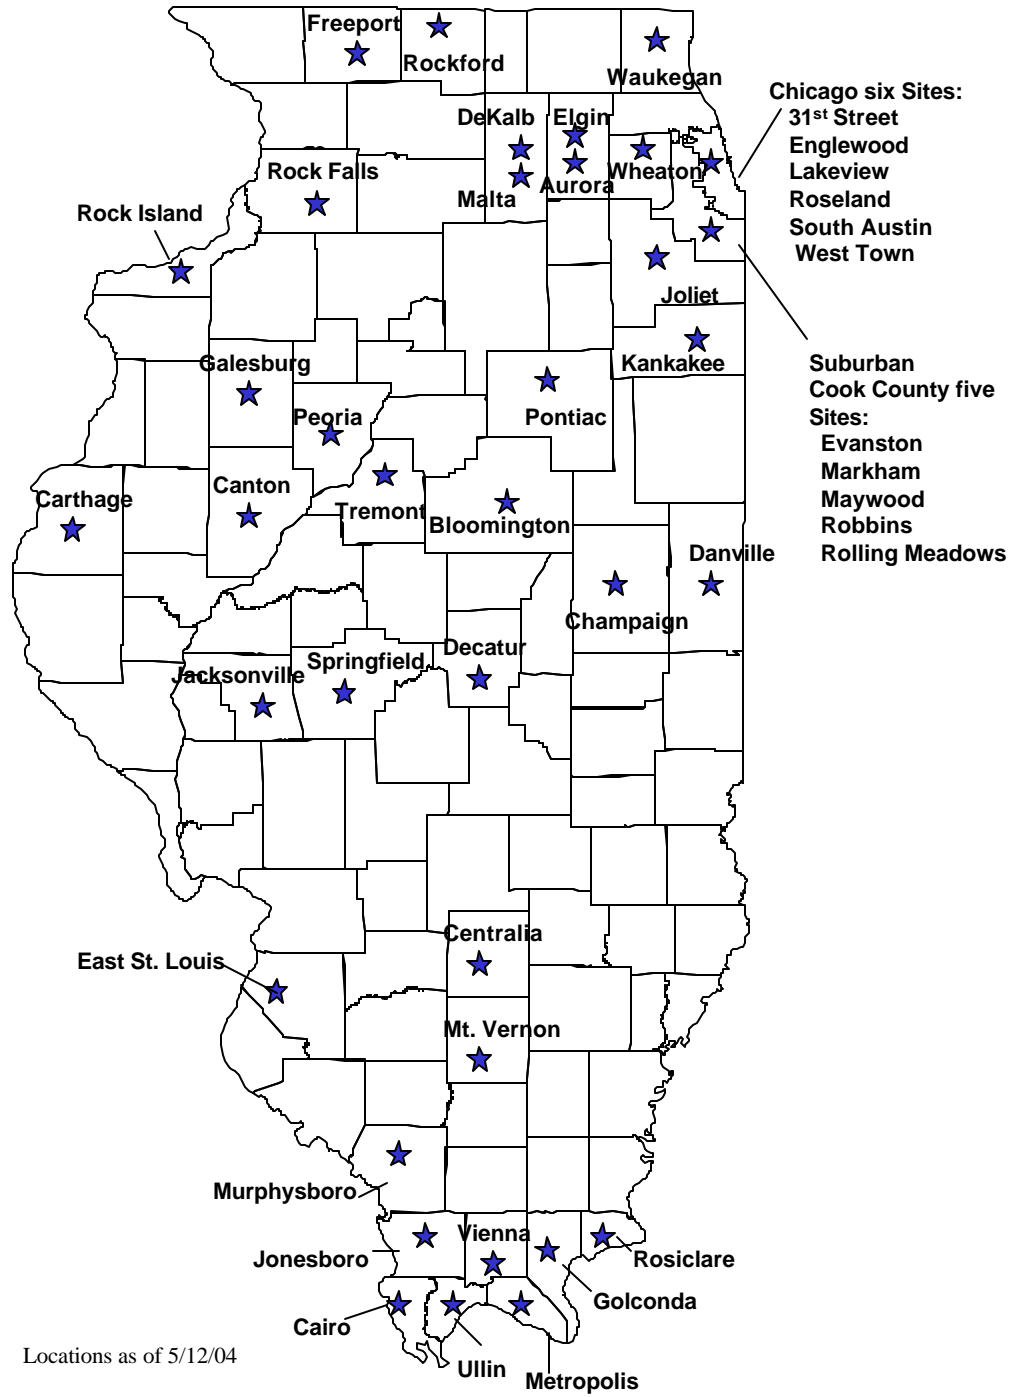 Freeport
Rockford
Waukegan
Chicago six Sites:
31st Street
Englewood
Lakeview
Roseland
South Austin
West Town
DeKalb
Elgin
Rock Falls
Malta
Aurora
Wheaton
Rock Island
Joliet
Galesburg
Kankakee
Suburban
Cook County five
Sites:
Evanston
Markham
Maywood
Robbins
Rolling Meadows
Peoria
Pontiac
Carthage
Canton
Tremont
Bloomington
Danville
Champaign
Jacksonville
Springfield
Decatur
Centralia
East St. Louis
Mt. Vernon
Murphysboro
Vienna
Jonesboro
Rosiclare
Golconda
Cairo
Ullin
Metropolis
Locations as of 5/12/04